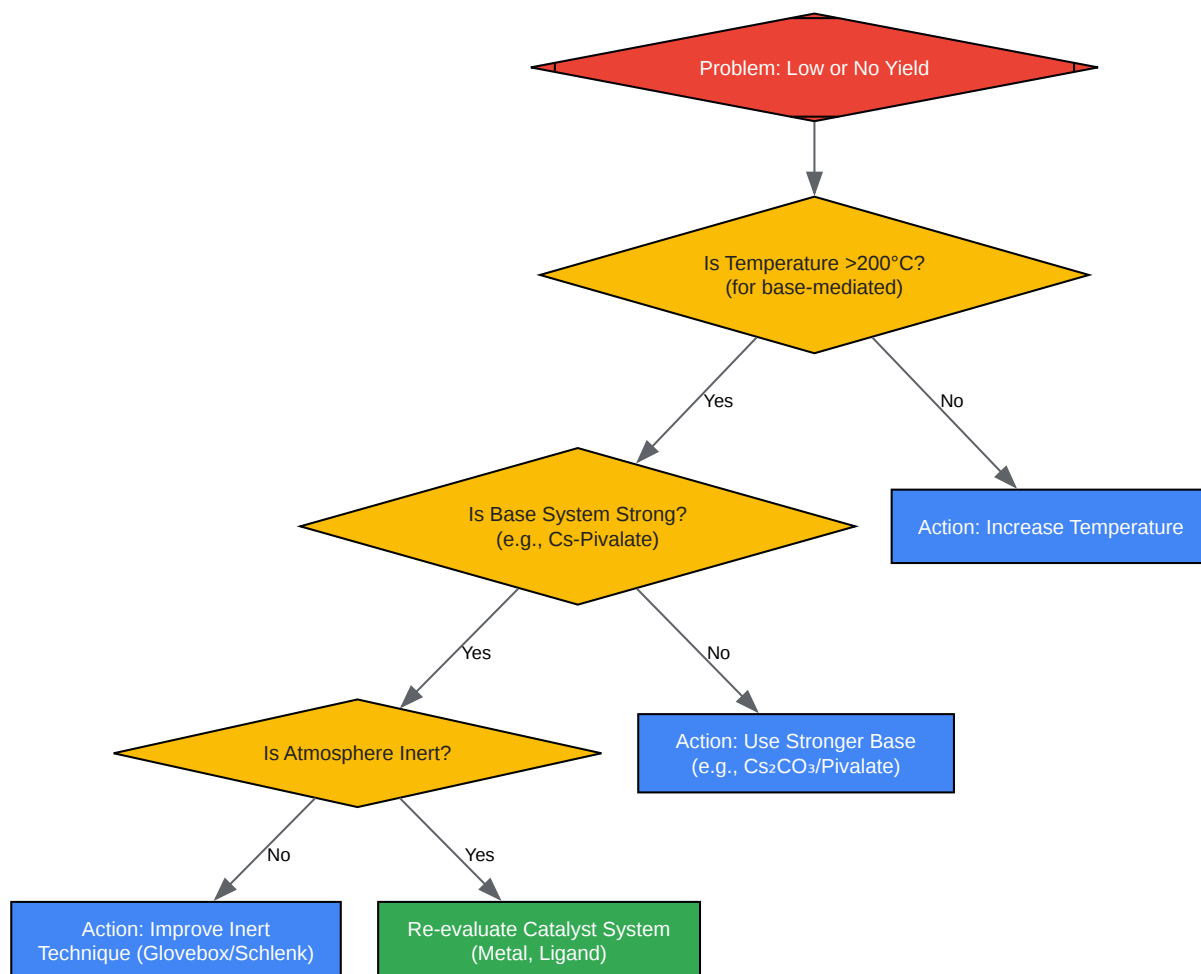 Problem: Low or No Yield
Is Temperature >200°C?
(for base-mediated)
Yes
No
Is Base System Strong?
(e.g., Cs-Pivalate)
Action: Increase Temperature
Yes
No
Is Atmosphere Inert?
Action: Use Stronger Base
(e.g., Cs₂CO₃/Pivalate)
No
Yes
Action: Improve Inert
Technique (Glovebox/Schlenk)
Re-evaluate Catalyst System
(Metal, Ligand)